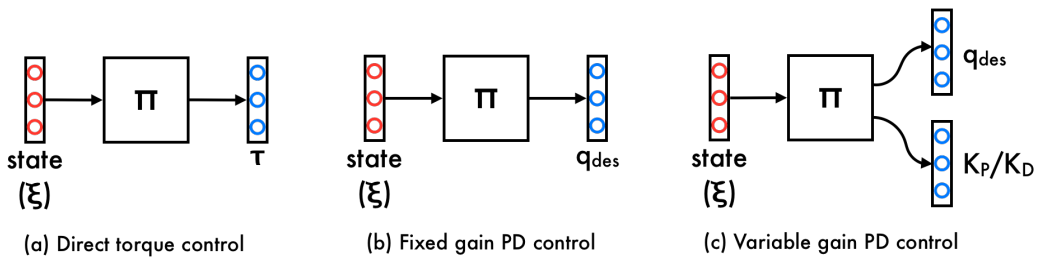 π
state
(ξ)
τ
(a) Direct torque control
π
state
(ξ)
qdes
(b) Fixed gain PD control
π
state
(ξ)
qdes
KP/KD
(c) Variable gain PD control